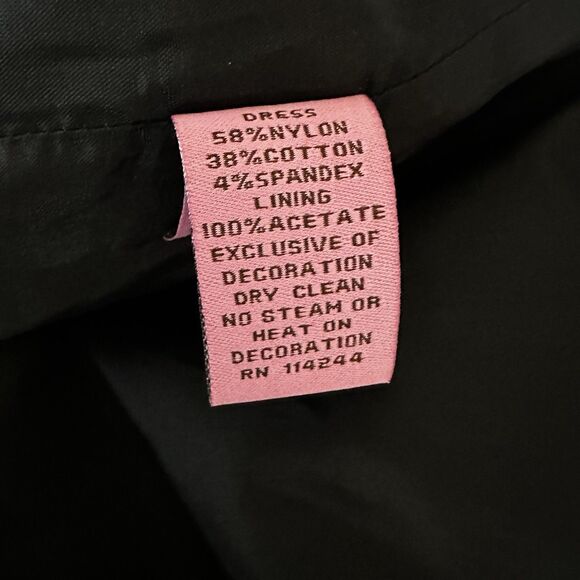 DRESS
58%NYLON
38%COTTON
4%SPANDEX
LINING
100%ACETATE
EXCLUSIVE OF
DECORATION
DRY CLEAN
NO STEAM OR
HEAT ON
DECORATION
RN 114244